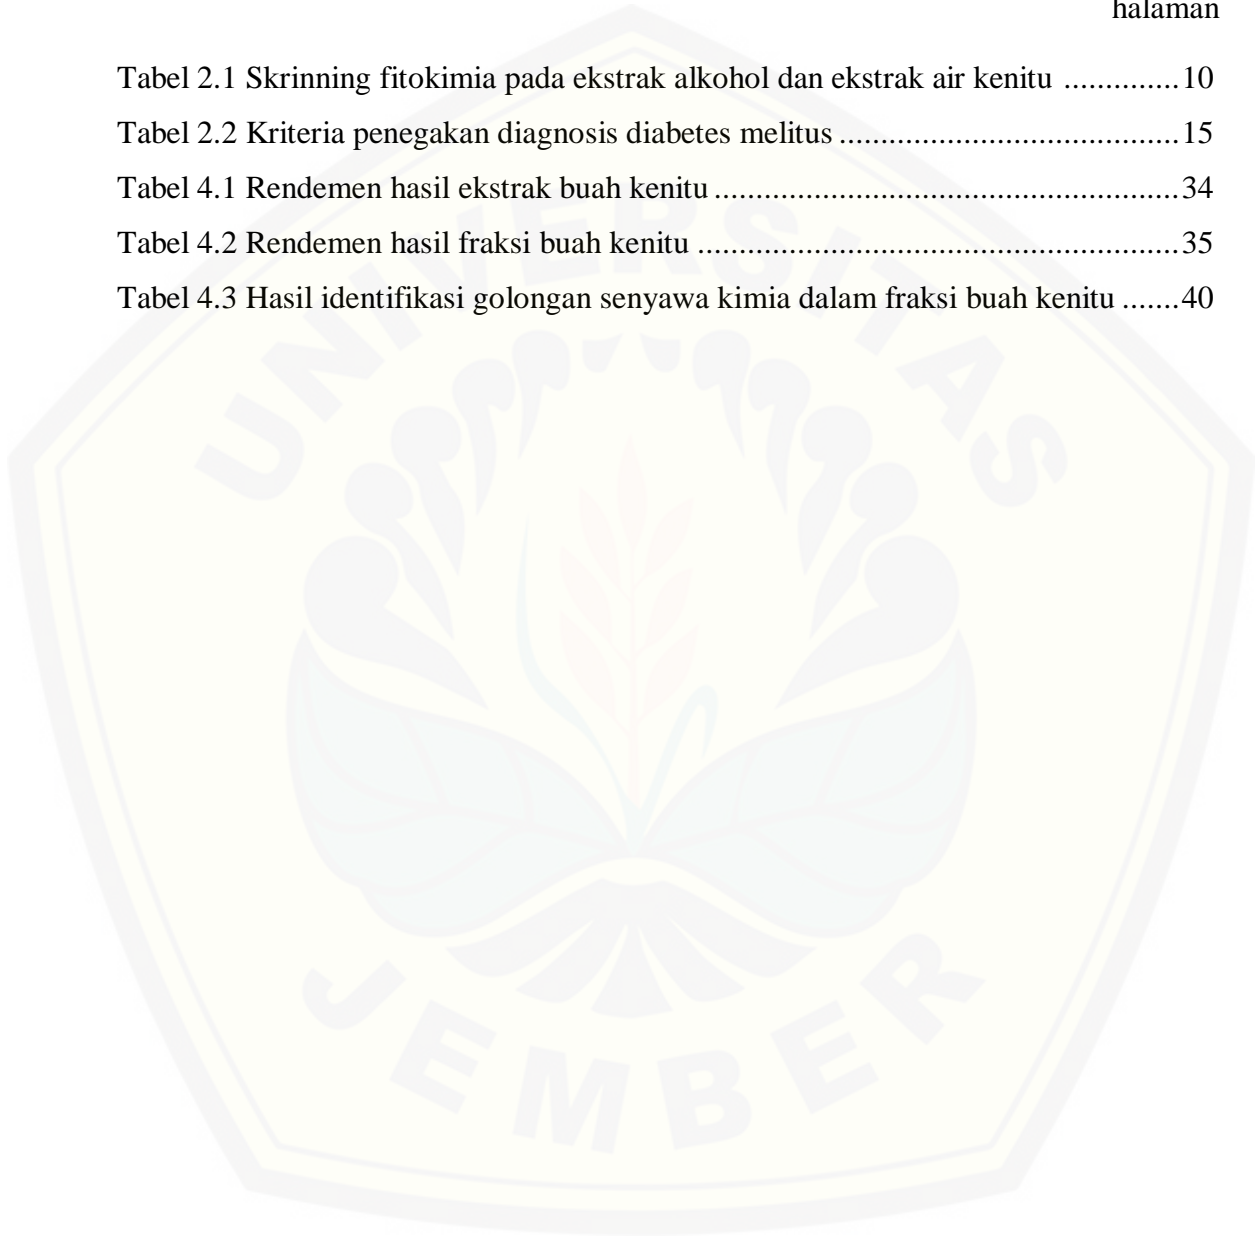 halaman
Tabel 2.1 Skrinning fitokimia pada ekstrak alkohol dan ekstrak air kenitu ..............10
Tabel 2.2 Kriteria penegakan diagnosis diabetes melitus .........................................15
Tabel 4.1 Rendemen hasil ekstrak buah kenitu ........................................................34
Tabel 4.2 Rendemen hasil fraksi buah kenitu ..........................................................35
Tabel 4.3 Hasil identifikasi golongan senyawa kimia dalam fraksi buah kenitu .......40
UNIVERSITAS
JEMBER